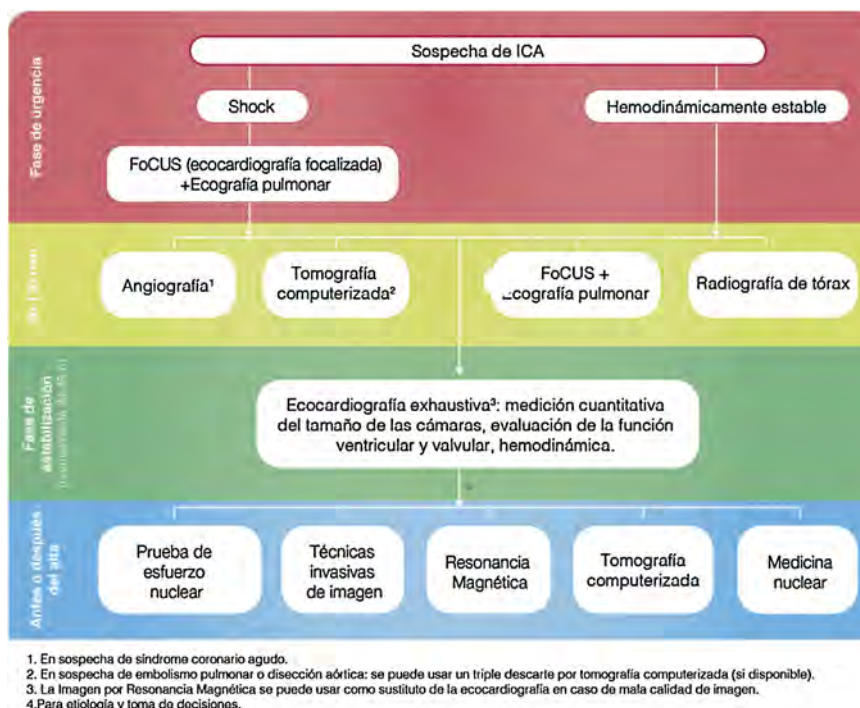 Sospecha de ICA
Fase de urgencia
Shock
Hemodinámicamente estable
FoCUS (ecocardiografía focalizada)
+Ecografía pulmonar
Angiografía¹
Tomografía
computerizada²
FoCUS +
Ecografía pulmonar
Radiografía de tórax
Fase de
estabilización
Ecocardiografía exhaustiva³: medición cuantitativa
del tamaño de las cámaras, evaluación de la función
ventricular y valvular, hemodinámica.
Antes o después
del alta
Prueba de
esfuerzo
nuclear
Técnicas
invasivas
de imagen
Resonancia
Magnética
Tomografía
computerizada
Medicina
nuclear
1. En sospecha de síndrome coronario agudo.
2. En sospecha de embolismo pulmonar o disección aórtica: se puede usar un triple descarte por tomografía computerizada (si disponible).
3. La Imagen por Resonancia Magnética se puede usar como sustituto de la ecocardiografía en caso de mala calidad de imagen.
4.Para etiología y toma de decisiones.